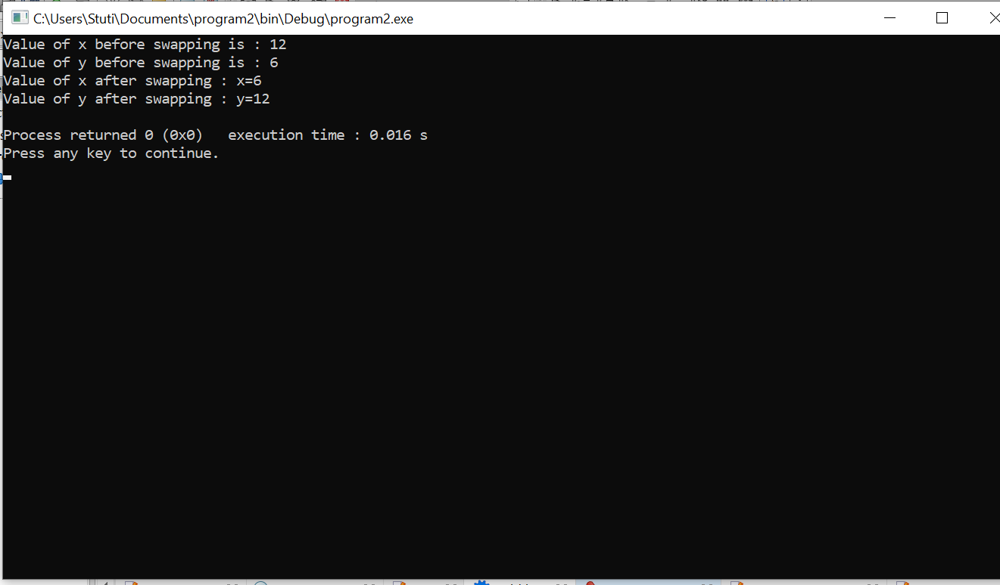 C:\Users\Stuti\Documents\program2\bin\Debug\program2.exe
Value of x before swapping is : 12
Value of y before swapping is : 6
Value of x after swapping : x=6
Value of y after swapping : y=12
Process returned 0 (0x0)   execution time : 0.016 s
Press any key to continue.